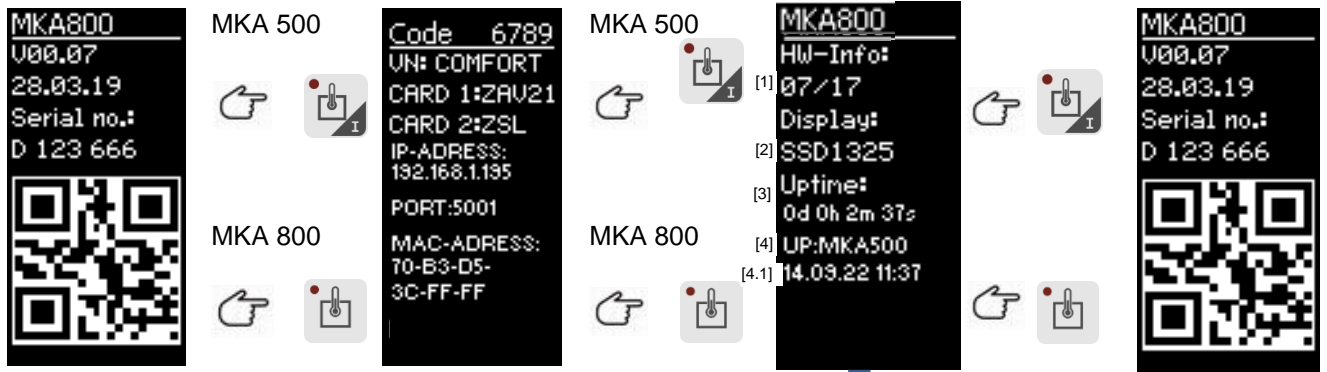 MKA800
V00.07
28.03.19
Serial no.:
D 123 666
MKA 500
I
MKA 800
Code 6789
VN: COMFORT
CARD 1:ZAV21
CARD 2:ZSL
IP-ADRESS:
192.168.1.195
PORT:5001
MAC-ADRESS:
70-B3-D5-
3C-FF-FF
MKA 500
I
MKA 800
MKA800
HW-Info:
[1] 07/17
Display:
[2] SSD1325
[3] Uptime:
0d 0h 2m 37s
[4] UP:MKA500
[4.1] 14.09.22 11:37
I
MKA800
V00.07
28.03.19
Serial no.:
D 123 666